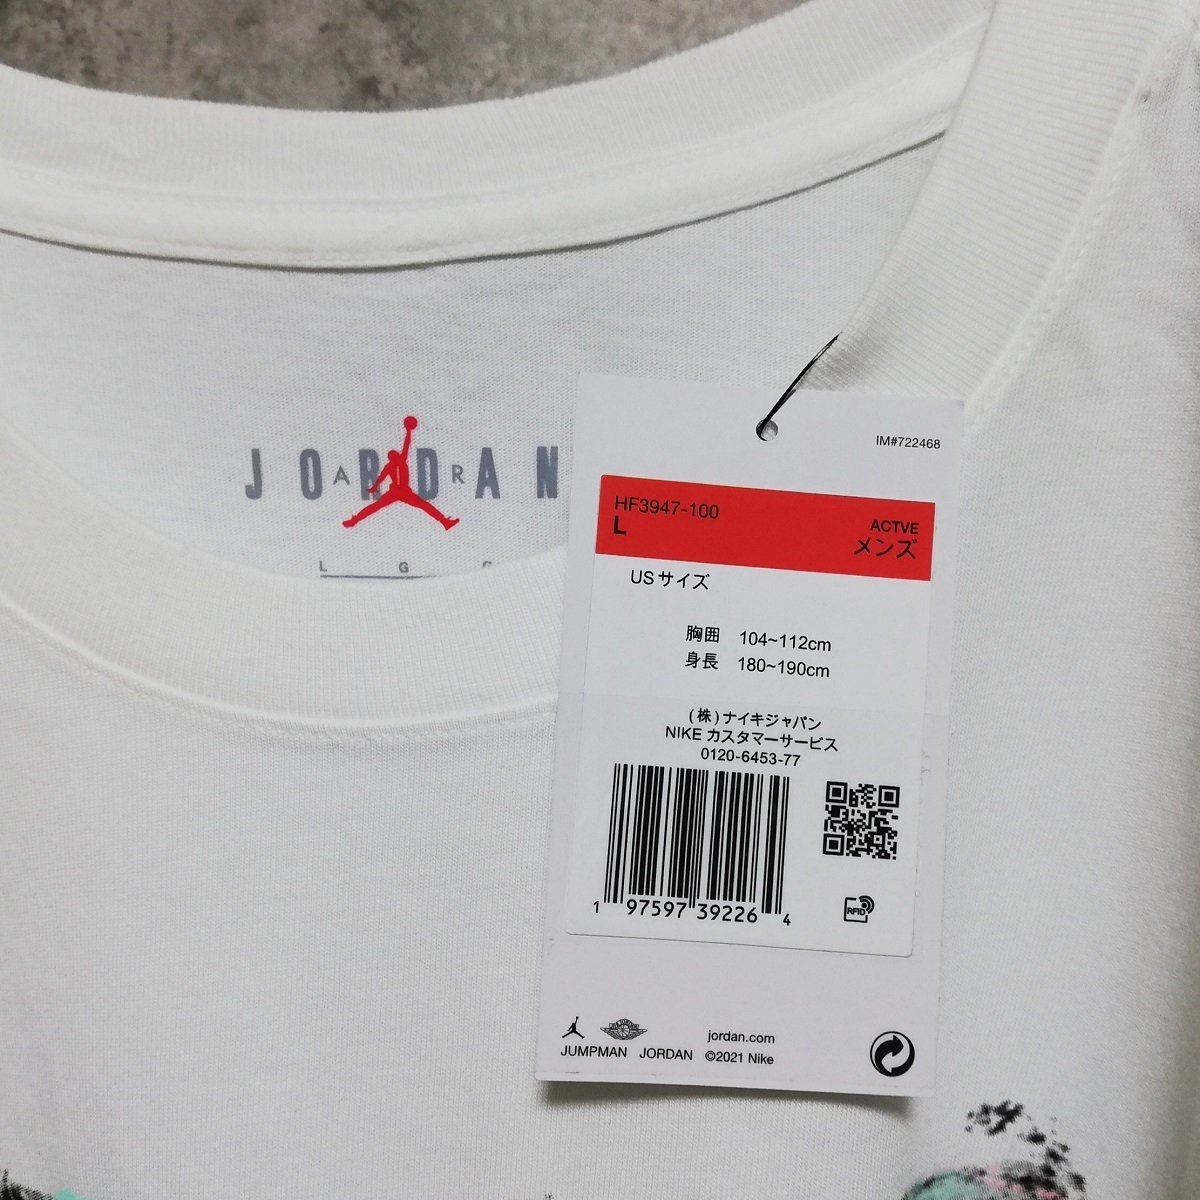 JORDAN
AIR
L G
IM#722468
HF3947-100
L
ACTVE
メンズ
USサイズ
胸囲 104~112cm
身長 180~190cm
(株)ナイキジャパン
NIKE カスタマーサービス
0120-6453-77
1 97597 39226 4
RFID
jordan.com
JUMPMAN JORDAN ©2021 Nike